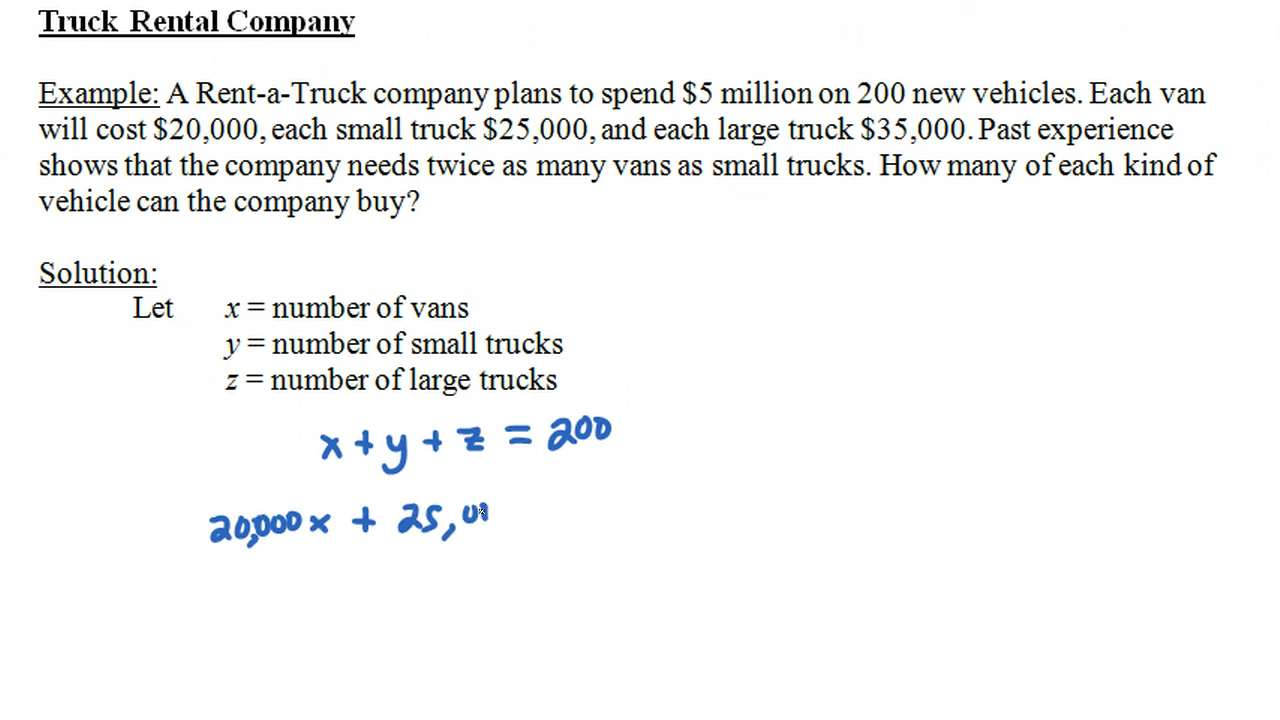 Truck Rental Company
Example: A Rent-a-Truck company plans to spend $5 million on 200 new vehicles. Each van
will cost $20,000, each small truck $25,000, and each large truck $35,000. Past experience
shows that the company needs twice as many vans as small trucks. How many of each kind of
vehicle can the company buy?
Solution:
Let x = number of vans
y = number of small trucks
z = number of large trucks
x + y + z = 200
20,000 x + 25,0